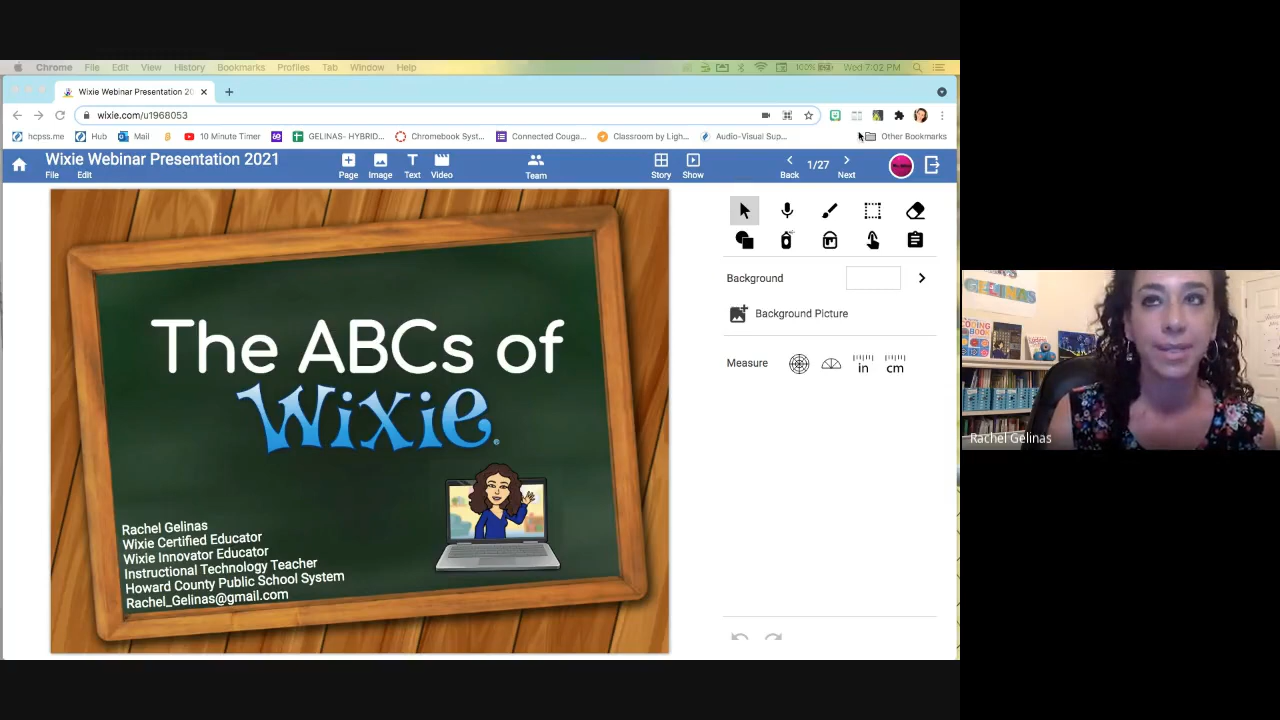 Chrome File Edit View History Bookmarks Profiles Tab Window Help 100% Wed 7:02 PM
Wixie Webinar Presentation 20
wixie.com/u1968053
hcpss.me Hub Mail 10 Minute Timer GELINAS- HYBRID... Chromebook Syst... Connected Couga... Classroom by Ligh... Audio-Visual Sup... Other Bookmarks
Wixie Webinar Presentation 2021
File Edit
Page Image Text Video Team Story Show Back 1/27 Next
Background
Background Picture
Measure in cm
The ABCs of
Wixie
Rachel Gelinas
Wixie Certified Educator
Wixie Innovator Educator
Instructional Technology Teacher
Howard County Public School System
Rachel_Gelinas@gmail.com
GELINAS
CODING
Rachel Gelinas